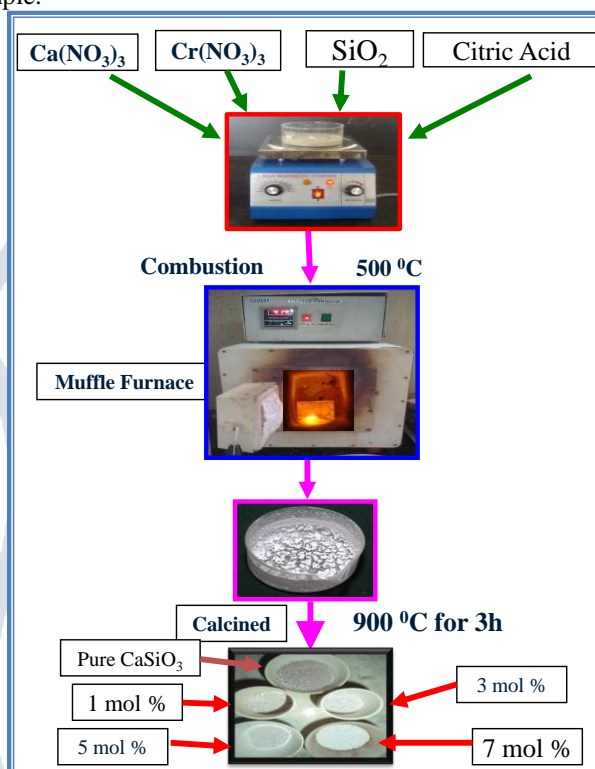 ple.
Ca(NO3)3 Cr(NO3)3 SiO2 Citric Acid
Combustion 500 ⁰C
Muffle Furnace
Calcined 900 ⁰C for 3h
Pure CaSiO3
1 mol % 3 mol %
5 mol % 7 mol %